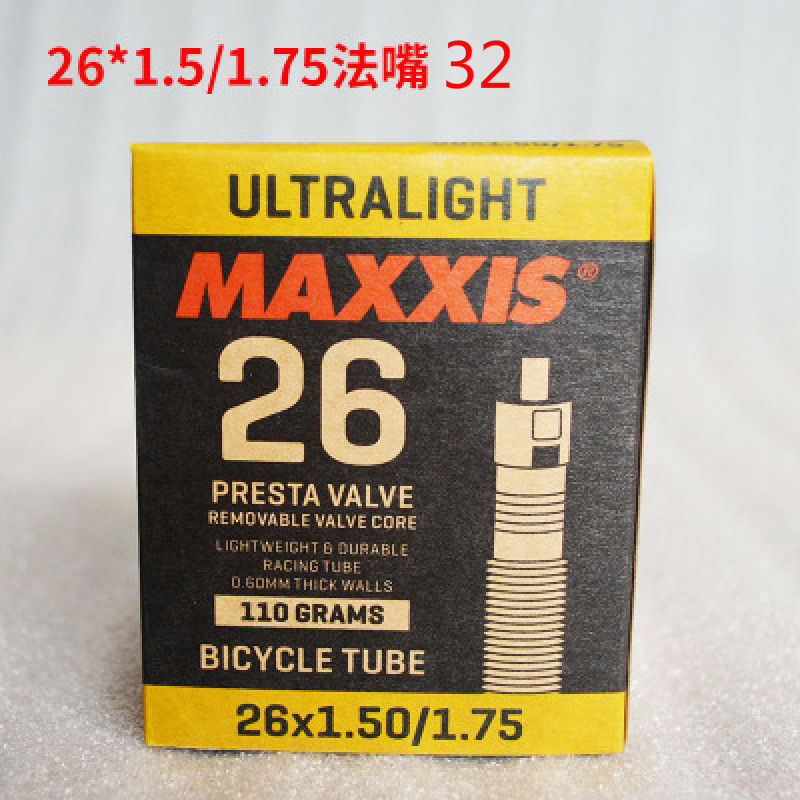 26*1.5/1.75法嘴 32
ULTRALIGHT
MAXXIS®
26
PRESTA VALVE
REMOVABLE VALVE CORE
LIGHTWEIGHT & DURABLE
RACING TUBE
0.60MM THICK WALLS
110 GRAMS
BICYCLE TUBE
26x1.50/1.75